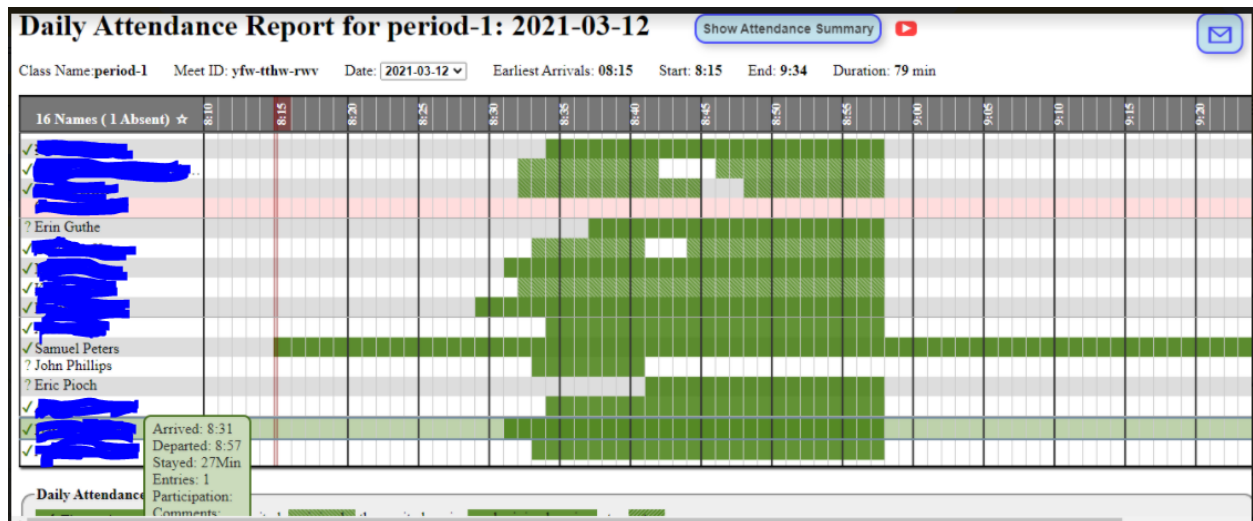 Daily Attendance Report for period-1: 2021-03-12
Show Attendance Summary
Class Name:period-1 Meet ID: yfw-tthw-rwv Date: 2021-03-12 Earliest Arrivals: 08:15 Start: 8:15 End: 9:34 Duration: 79 min
16 Names ( 1 Absent) ☆ 8:10 8:15 8:20 8:25 8:30 8:35 8:40 8:45 8:50 8:55 9:00 9:05 9:10 9:15 9:20
✓
✓ ..
✓
? Erin Guthe
✓
✓
✓
✓
✓
✓ Samuel Peters
? John Phillips
? Eric Pioch
✓
✓
✓
Arrived: 8:31
Departed: 8:57
Stayed: 27Min
Entries: 1
Participation:
Comments:
Daily Attendance